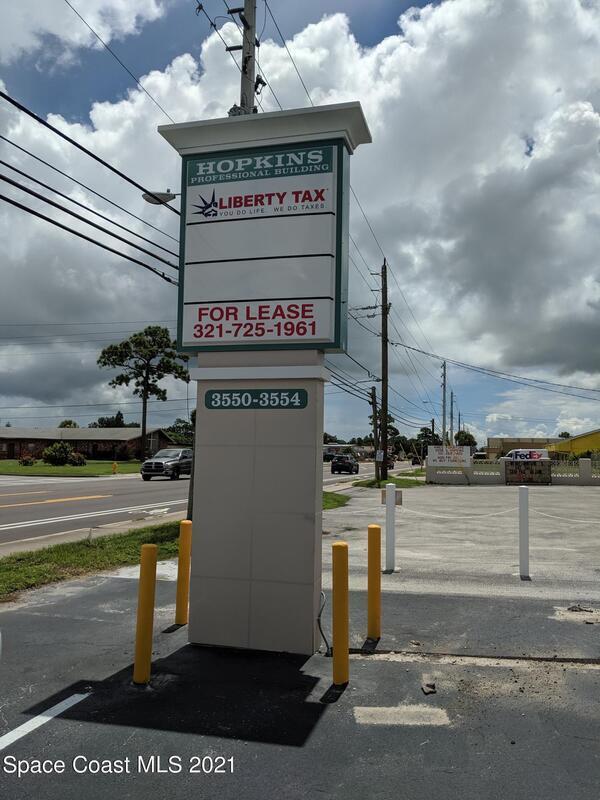 HOPKINS
PROFESSIONAL BUILDING
LIBERTY TAX
YOU DO LIFE. WE DO TAXES.
FOR LEASE
321-725-1961
3550-3554
FedEx
Space Coast MLS 2021